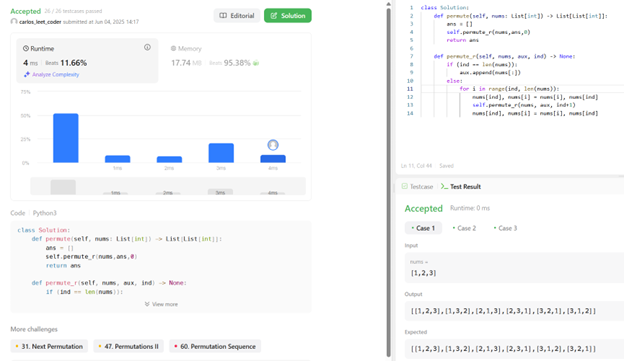 Accepted 26 / 26 testcases passed
carlos_leet_coder submitted at Jun 04, 2025 14:17
Editorial
Solution
Runtime
4 ms Beats 11.66%
Analyze Complexity
Memory
17.74 MB Beats 95.38%
75%
50%
25%
0%
1ms 2ms 3ms 4ms
1ms 2ms 3ms 4ms
Code Python3
class Solution:
    def permute(self, nums: List[int]) -> List[List[int]]:
        ans = []
        self.permute_r(nums,ans,0)
        return ans
    def permute_r(self, nums, aux, ind) -> None:
        if (ind == len(nums)):
View more
More challenges
31. Next Permutation
47. Permutations II
60. Permutation Sequence
1 class Solution:
2     def permute(self, nums: List[int]) -> List[List[int]]:
3         ans = []
4         self.permute_r(nums,ans,0)
5         return ans
6
7     def permute_r(self, nums, aux, ind) -> None:
8         if (ind == len(nums)):
9             aux.append(nums[:])
10         else:
11             for i in range(ind, len(nums)):
12                 nums[ind], nums[i] = nums[i], nums[ind]
13                 self.permute_r(nums, aux, ind+1)
14                 nums[ind], nums[i] = nums[i], nums[ind]
Ln 11, Col 44 Saved
Testcase
Test Result
Accepted Runtime: 0 ms
• Case 1 • Case 2 • Case 3
Input
nums =
[1,2,3]
Output
[[1,2,3],[1,3,2],[2,1,3],[2,3,1],[3,2,1],[3,1,2]]
Expected
[[1,2,3],[1,3,2],[2,1,3],[2,3,1],[3,1,2],[3,2,1]]